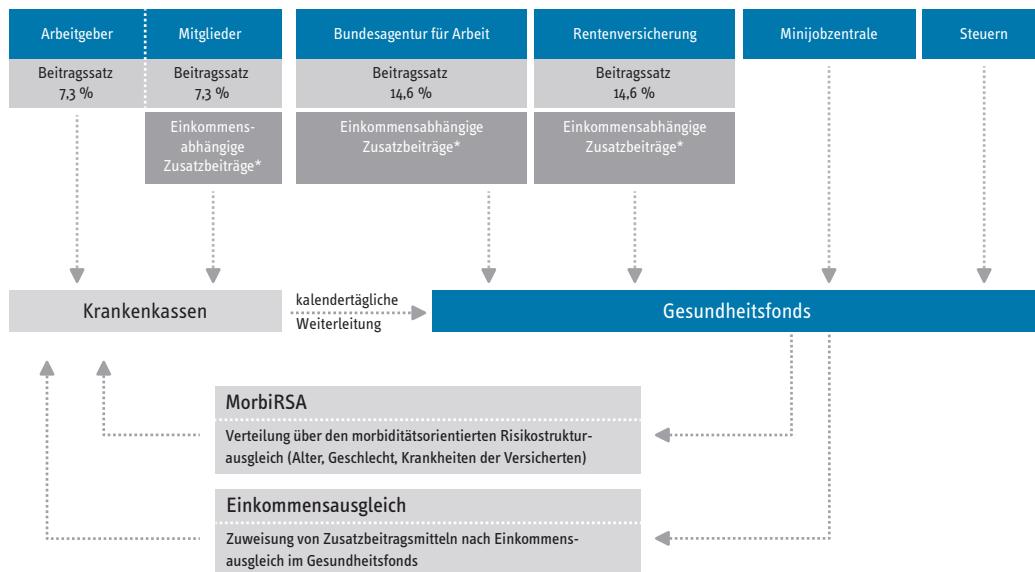 Arbeitgeber
Mitglieder
Bundesagentur für Arbeit
Rentenversicherung
Minijobzentrale
Steuern
Beitragssatz
7,3 %
Beitragssatz
7,3 %
Beitragssatz
14,6 %
Beitragssatz
14,6 %
Einkommens-
abhängige
Zusatzbeiträge*
Einkommensabhängige
Zusatzbeiträge*
Einkommensabhängige
Zusatzbeiträge*
Krankenkassen
kalendertägliche
Weiterleitung
Gesundheitsfonds
MorbiRSA
Verteilung über den morbiditätsorientierten Risikostruktur-
ausgleich (Alter, Geschlecht, Krankheiten der Versicherten)
Einkommensausgleich
Zuweisung von Zusatzbeitragsmitteln nach Einkommens-
ausgleich im Gesundheitsfonds